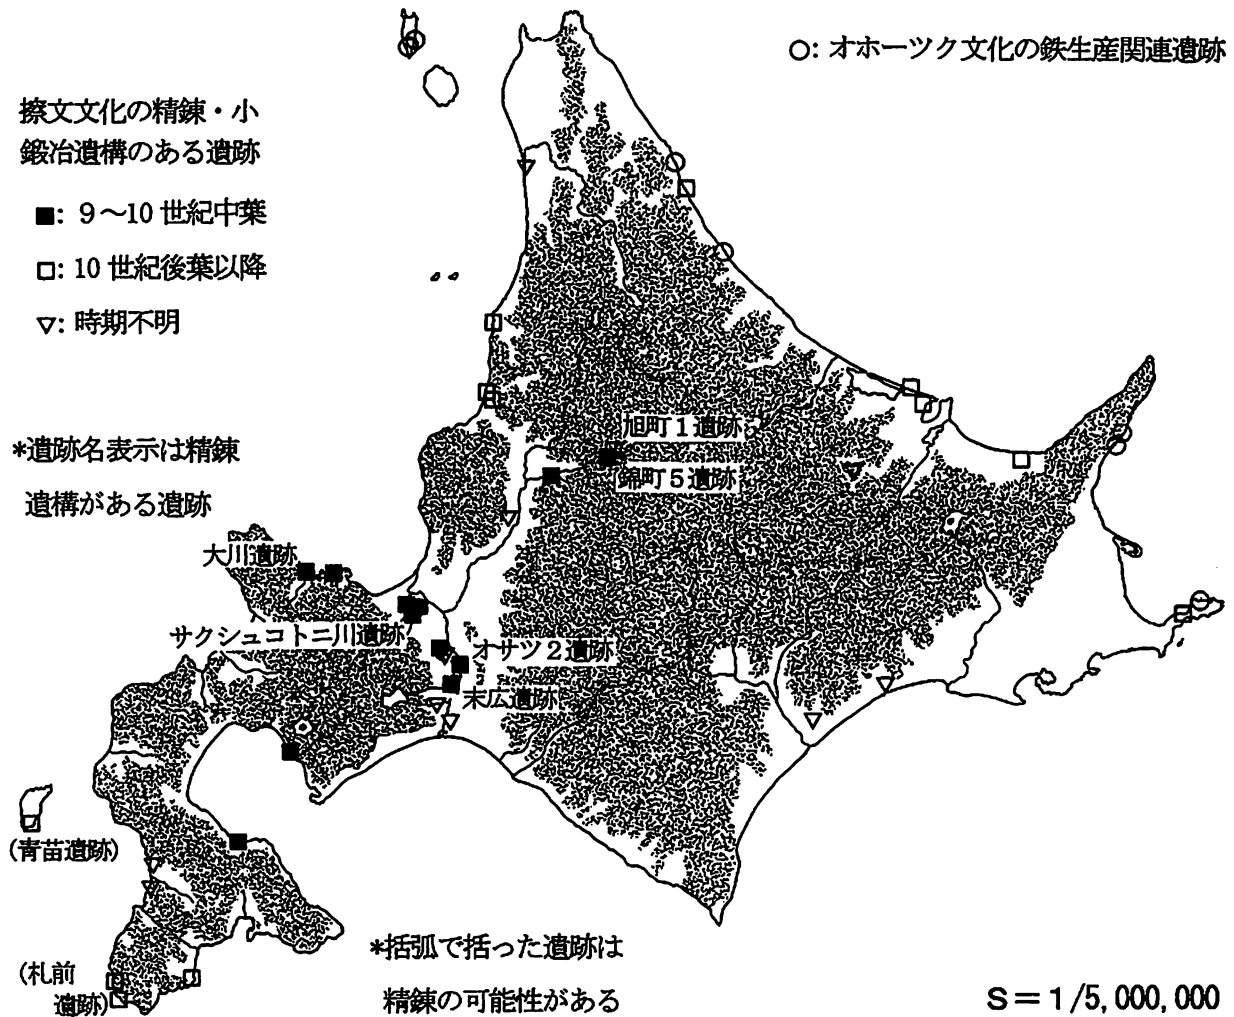 ○: オホーツク文化の鉄生産関連遺跡
擦文文化の精錬・小
鍛冶遺構のある遺跡
■: 9～10 世紀中葉
□: 10 世紀後葉以降
▽: 時期不明
*遺跡名表示は精錬
遺構がある遺跡
旭町1遺跡
錦町5遺跡
大川遺跡
サクシュコトニ川遺跡
オサツ2遺跡
末広遺跡
(青苗遺跡)
(札前
遺跡)
*括弧で括った遺跡は
精錬の可能性がある
S=1/5,000,000